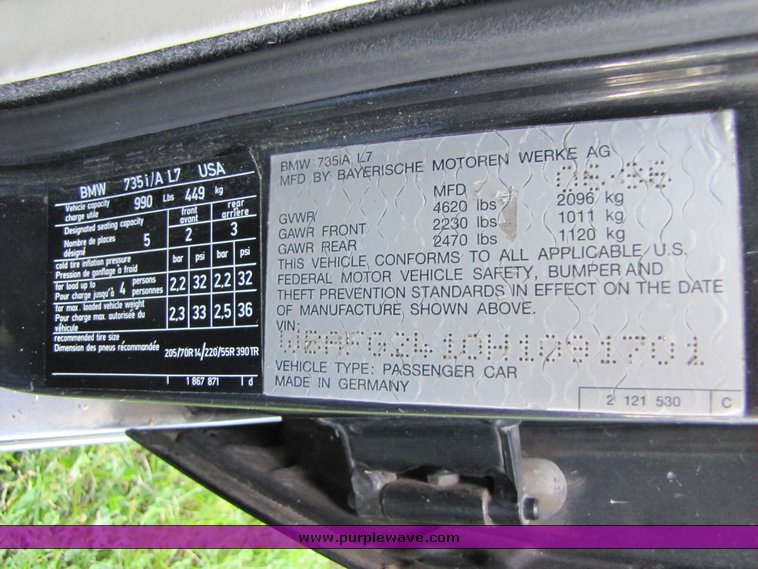 BMW 735i/A L7 USA
Vehicle capacity
charge utile 990 Lbs 449 kg
Designated seating capacity front avant rear arrière
Nombre de places désigné 5 2 3
cold tire inflation pressure
Pression de gonflage à froid bar psi bar psi
for load up to 4 persons
Pour charge jusqu'à 4 personnes 2,2 32 2,2 32
for max. loaded vehicle weight
Pour charge max. autorisée du véhicule 2,3 33 2,5 36
recommended tire size
Dimension des pneus recommandée 205/70R14/220/55R390TR
1 867 871 d
BMW 735iA, L7
MFD BY BAYERISCHE MOTOREN WERKE AG
MFD
GVWR 4620 lbs 2096 kg
GAWR FRONT 2230 lbs 1011 kg
GAWR REAR 2470 lbs 1120 kg
THIS VEHICLE CONFORMS TO ALL APPLICABLE U.S.
FEDERAL MOTOR VEHICLE SAFETY, BUMPER AND
THEFT PREVENTION STANDARDS IN EFFECT ON THE DATE
OF MANUFACTURE SHOWN ABOVE.
VIN:
VEHICLE TYPE: PASSENGER CAR
MADE IN GERMANY
2 121 530 C
www.purplewave.com